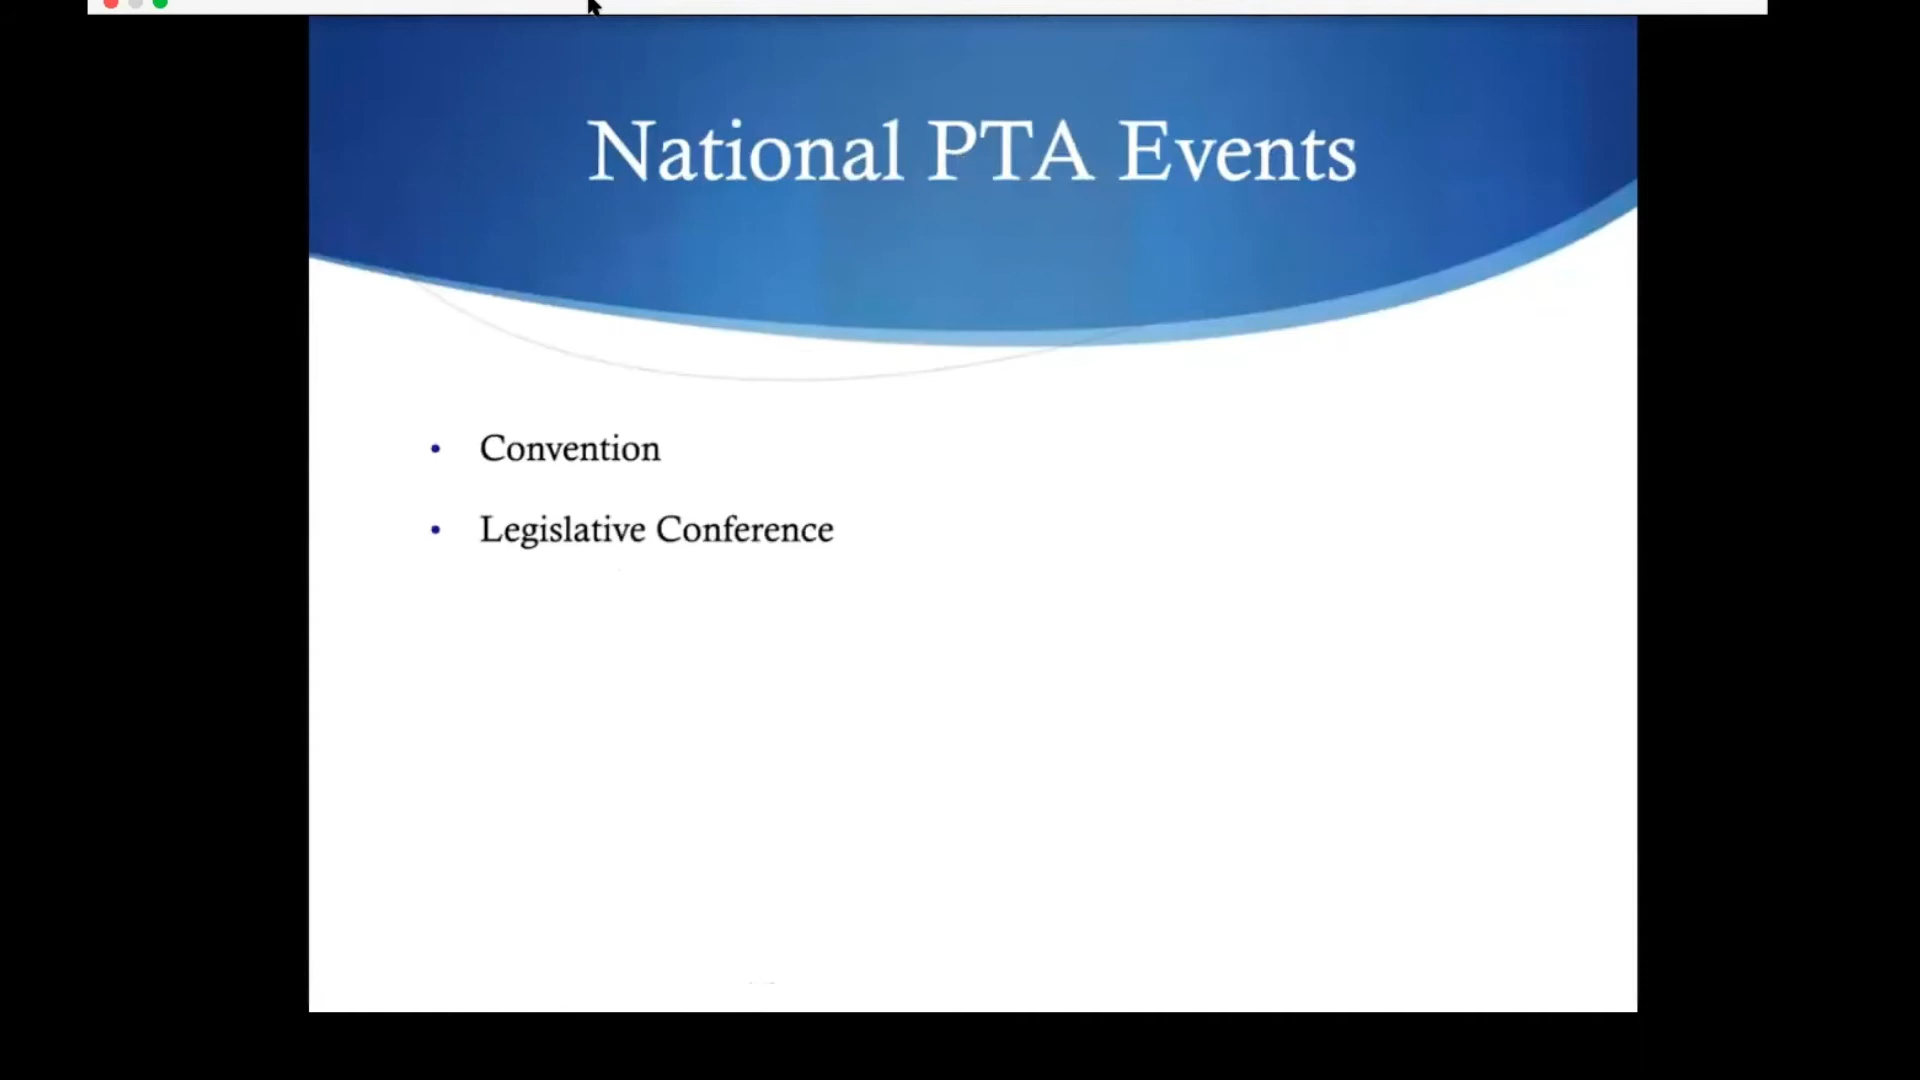 National PTA Events
• Convention
• Legislative Conference